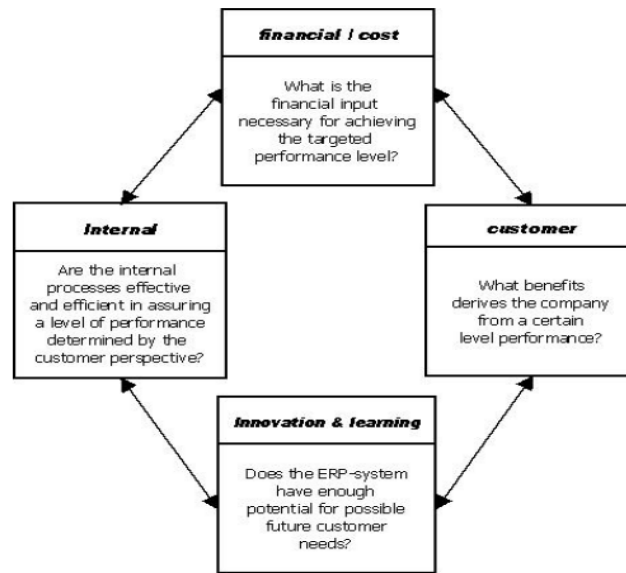 financial / cost
What is the
financial input
necessary for achieving
the targeted
performance level?
Internal
Are the internal
processes effective
and efficient in assuring
a level of performance
determined by the
customer perspective?
customer
What benefits
derives the company
from a certain
level performance?
Innovation & learning
Does the ERP-system
have enough
potential for possible
future customer
needs?